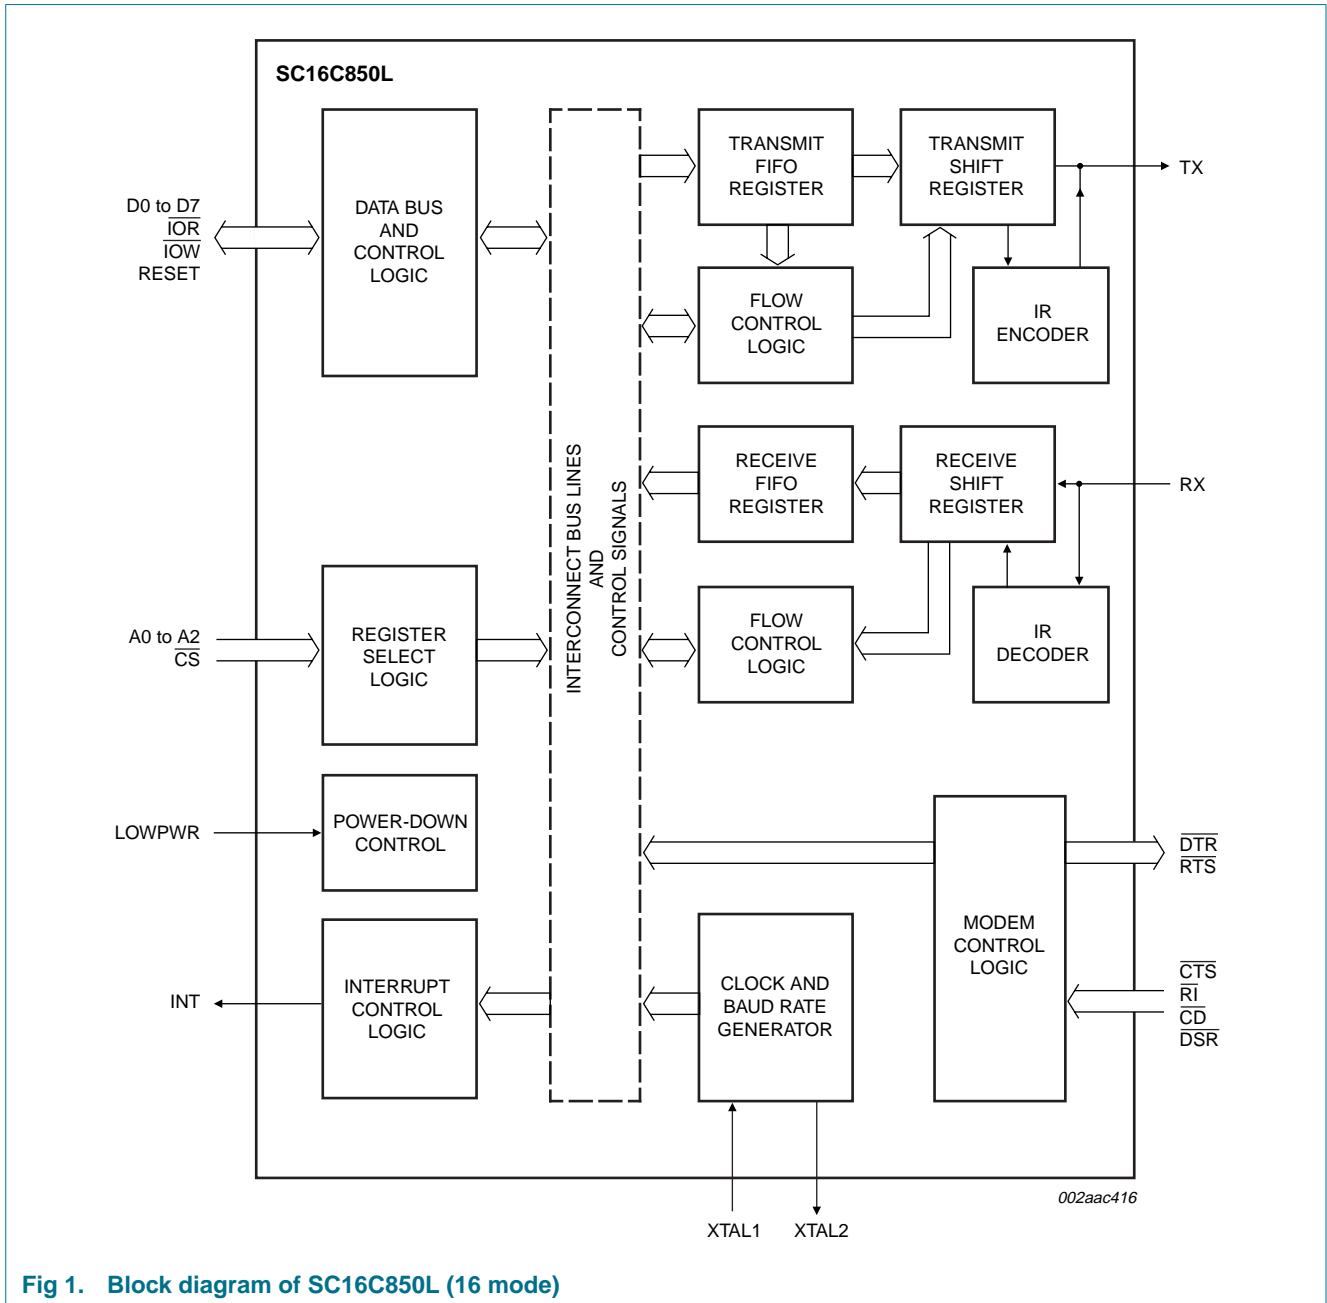 SC16C850L
D0 to D7
IOR
IOW
RESET
DATA BUS
AND
CONTROL
LOGIC
TRANSMIT
FIFO
REGISTER
TRANSMIT
SHIFT
REGISTER
TX
FLOW
CONTROL
LOGIC
IR
ENCODER
INTERCONNECT BUS LINES
AND
CONTROL SIGNALS
RECEIVE
FIFO
REGISTER
RECEIVE
SHIFT
REGISTER
RX
A0 to A2
CS
REGISTER
SELECT
LOGIC
FLOW
CONTROL
LOGIC
IR
DECODER
LOWPWR
POWER-DOWN
CONTROL
DTR
RTS
MODEM
CONTROL
LOGIC
INT
INTERRUPT
CONTROL
LOGIC
CLOCK AND
BAUD RATE
GENERATOR
CTS
RI
CD
DSR
XTAL1
XTAL2
002aac416
Fig 1. Block diagram of SC16C850L (16 mode)